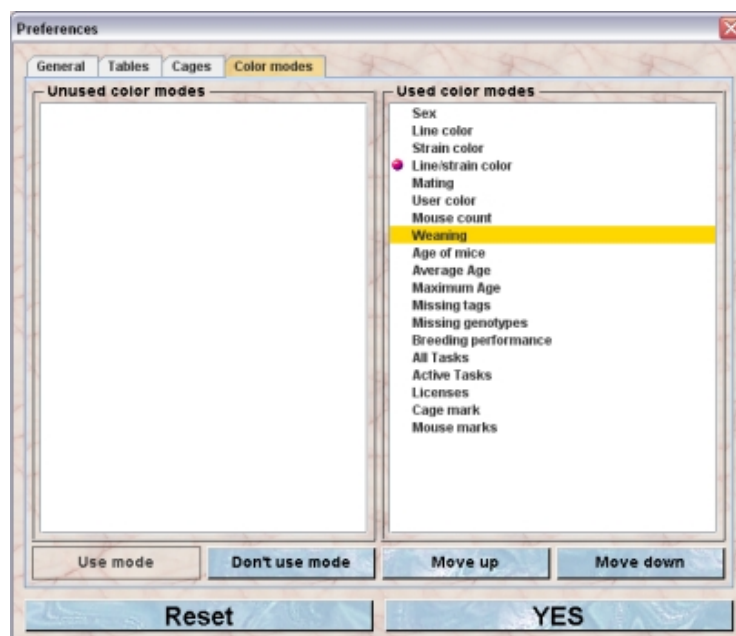 Preferences
General Tables Cages Color modes
Unused color modes
Used color modes
Sex
Line color
Strain color
Line/strain color
Mating
User color
Mouse count
Weaning
Age of mice
Average Age
Maximum Age
Missing tags
Missing genotypes
Breeding performance
All Tasks
Active Tasks
Licenses
Cage mark
Mouse marks
Use mode Don't use mode Move up Move down
Reset YES